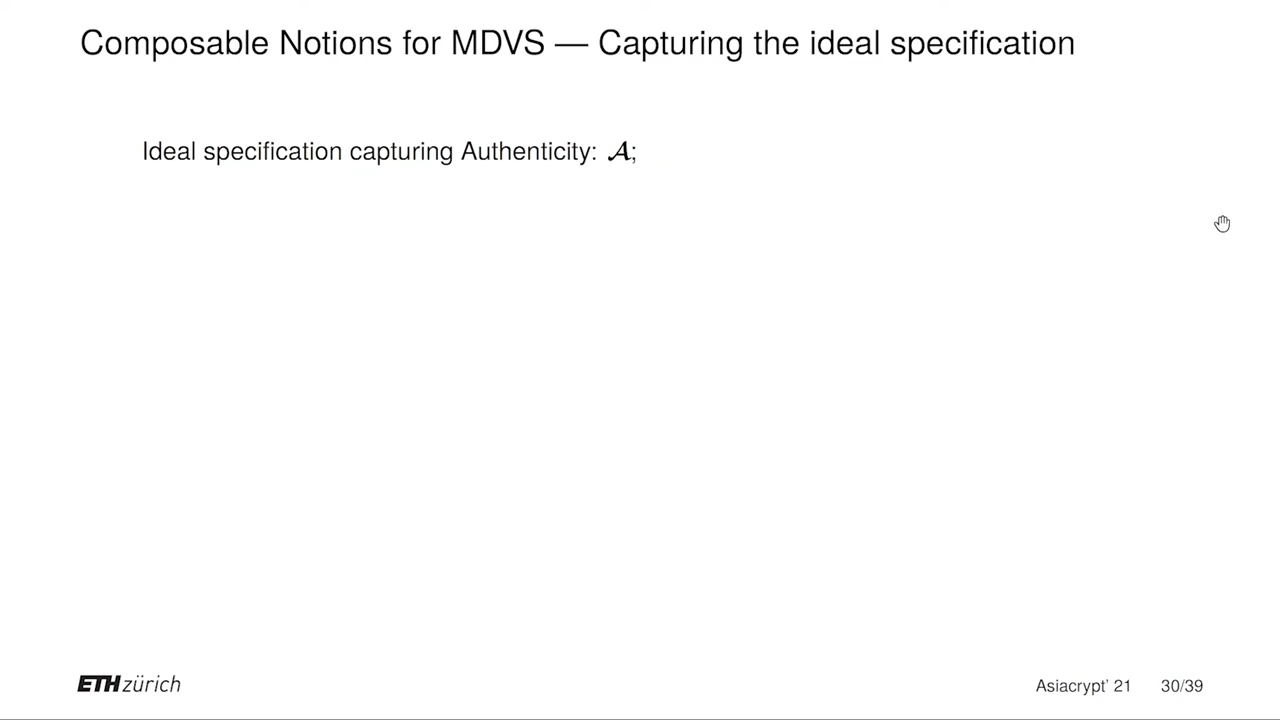 Composable Notions for MDVS — Capturing the ideal specification
Ideal specification capturing Authenticity: 𝓐;
ETH zürich
Asiacrypt' 21 30/39